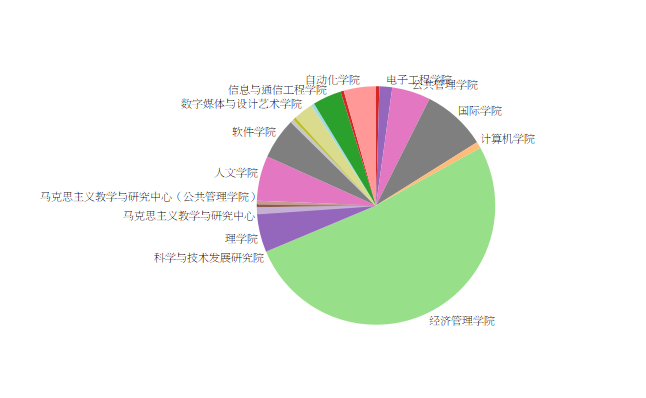 自动化学院
电子工程学院
公共管理学院
信息与通信工程学院
数字媒体与设计艺术学院
国际学院
软件学院
计算机学院
人文学院
马克思主义教学与研究中心（公共管理学院）
马克思主义教学与研究中心
理学院
科学与技术发展研究院
经济管理学院